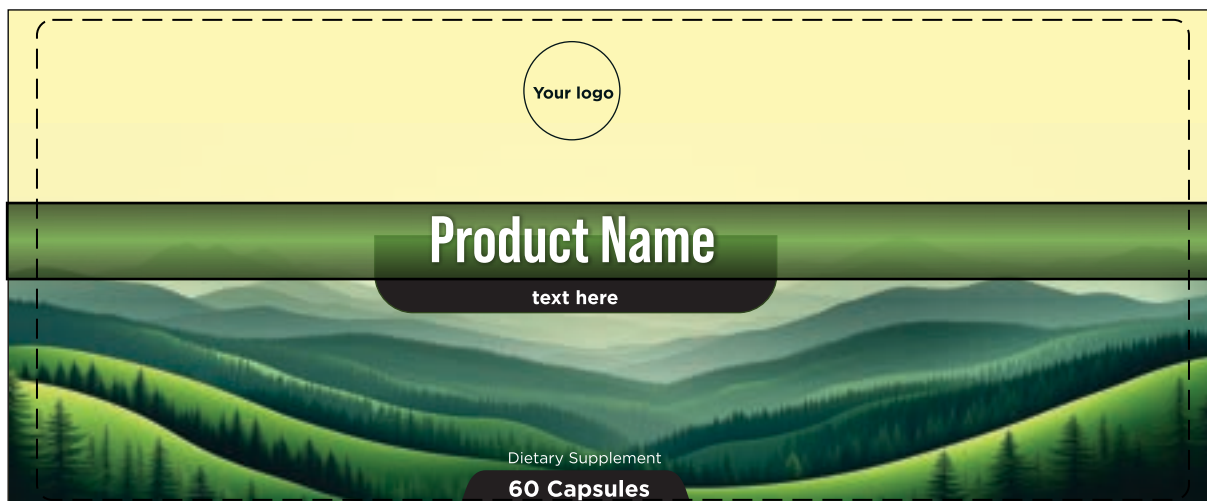 Your logo
Product Name
text here
Dietary Supplement
60 Capsules